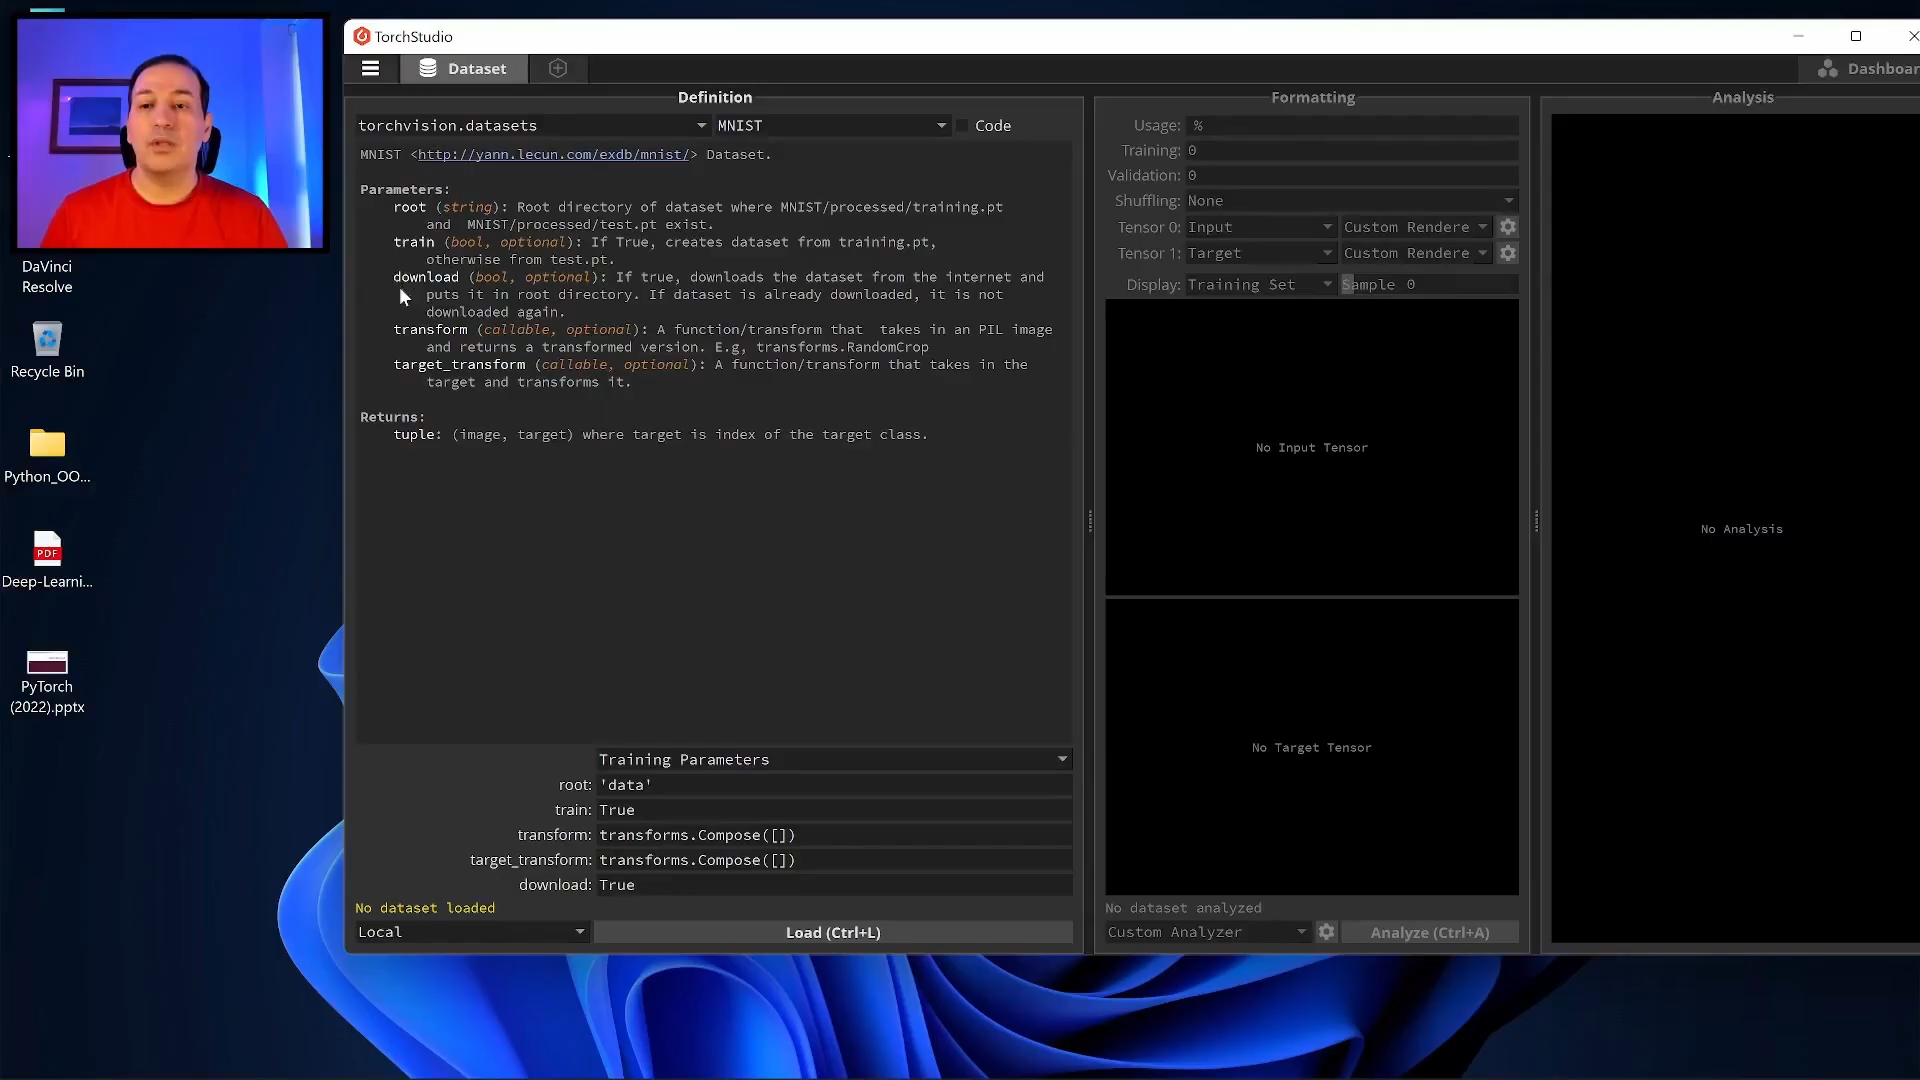 TorchStudio
Dataset
Dashboar
Definition
torchvision.datasets
MNIST
Code
MNIST <http://yann.lecun.com/exdb/mnist/> Dataset.
Parameters:
root (string): Root directory of dataset where MNIST/processed/training.pt
and  MNIST/processed/test.pt exist.
train (bool, optional): If True, creates dataset from training.pt,
otherwise from test.pt.
download (bool, optional): If true, downloads the dataset from the internet and
puts it in root directory. If dataset is already downloaded, it is not
downloaded again.
transform (callable, optional): A function/transform that  takes in an PIL image
and returns a transformed version. E.g, transforms.RandomCrop
target_transform (callable, optional): A function/transform that takes in the
target and transforms it.
Returns:
tuple: (image, target) where target is index of the target class.
Training Parameters
root: 'data'
train: True
transform: transforms.Compose([])
target_transform: transforms.Compose([])
download: True
No dataset loaded
Local
Load (Ctrl+L)
Formatting
Usage: %
Training: 0
Validation: 0
Shuffling: None
Tensor 0: Input Custom Rendere
Tensor 1: Target Custom Rendere
Display: Training Set Sample 0
No Input Tensor
No Target Tensor
No dataset analyzed
Custom Analyzer
Analyze (Ctrl+A)
Analysis
No Analysis
DaVinci
Resolve
Recycle Bin
Python_OO...
PDF
Deep-Learni...
PyTorch
(2022).pptx